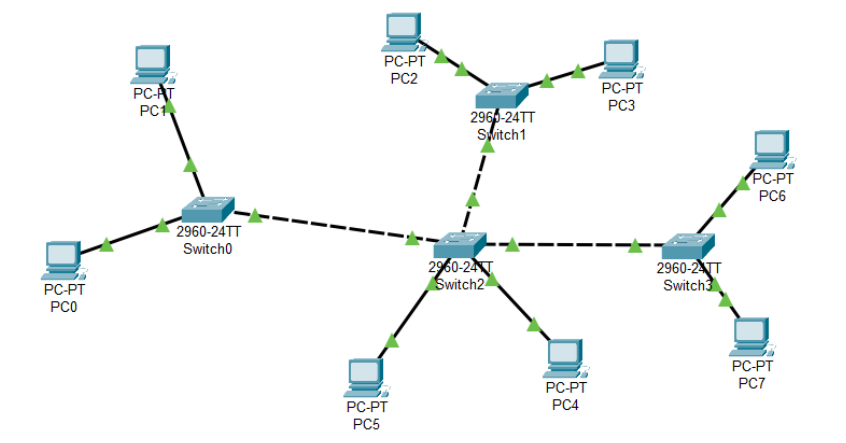 PC-PT
PC2
PC-PT
PC3
PC-PT
PC1
2960-24TT
Switch1
PC-PT
PC6
2960-24TT
Switch0
2960-24TT
Switch2
2960-24TT
Switch3
PC-PT
PC0
PC-PT
PC7
PC-PT
PC4
PC-PT
PC5